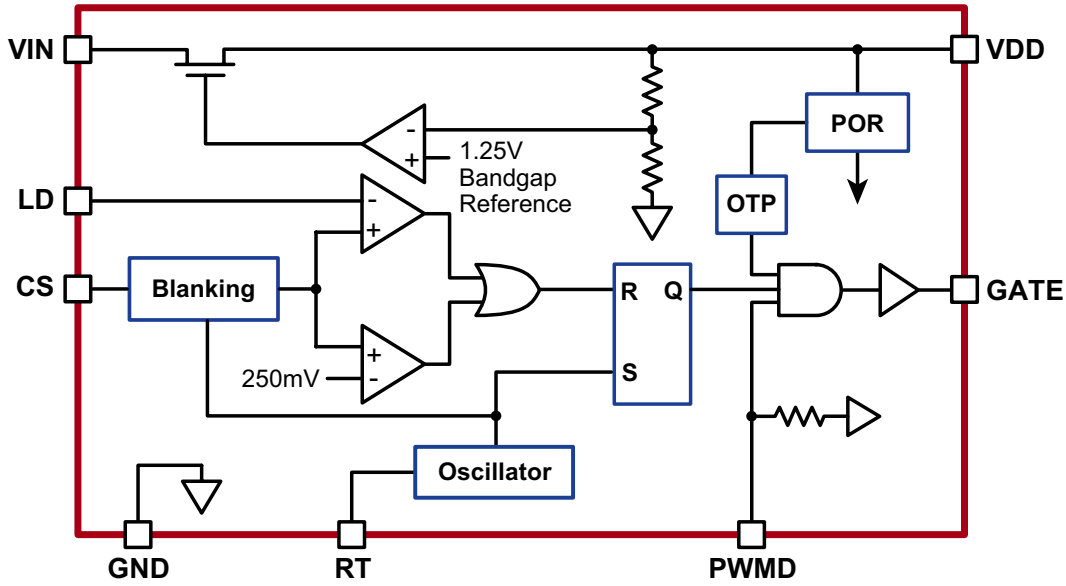 VIN
VDD
-
+
1.25V
Bandgap
Reference
POR
OTP
LD
-
+
CS
Blanking
R
Q
S
GATE
+
-
250mV
Oscillator
GND
RT
PWMD